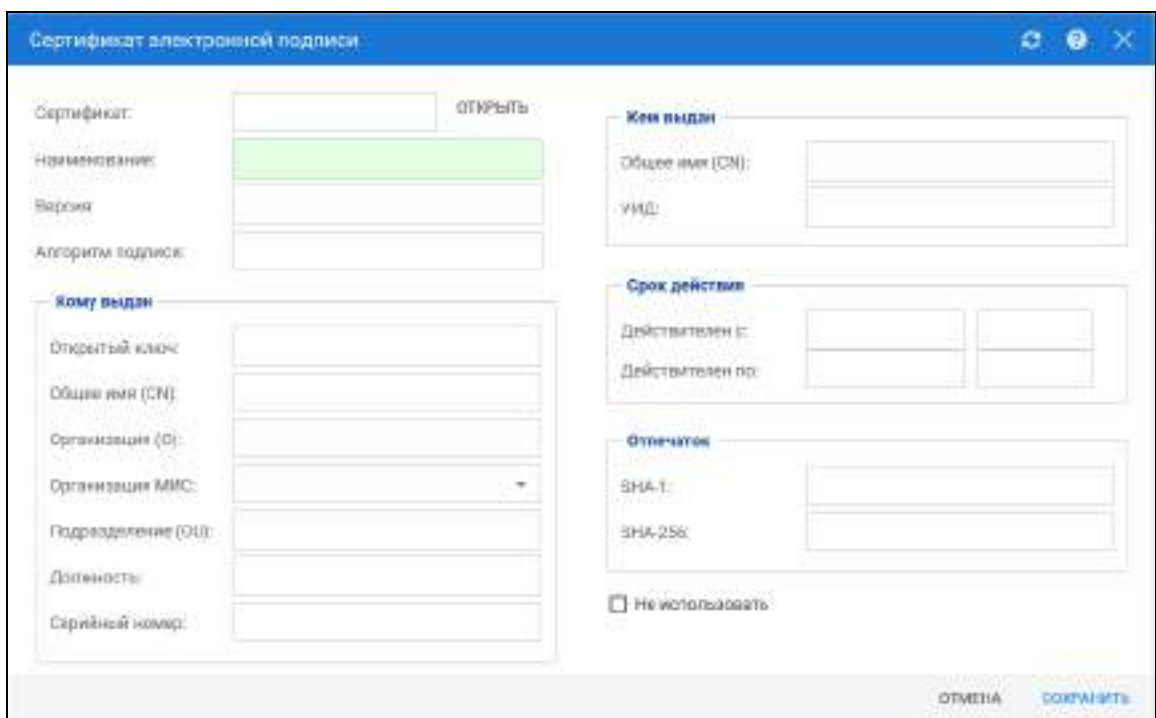 Сертификат электронной подписи
Сертификат:
ОТКРЫТЬ
Наименование:
Версия:
Алгоритм подписи:
Кому выдан
Открытый ключ:
Общее имя (CN):
Организация (O):
Организация МИС:
Подразделение (OU):
Должность:
Серийный номер:
Кем выдан
Общее имя (CN):
УИД:
Срок действия
Действителен с:
Действителен по:
Отпечаток
SHA-1:
SHA-256:
Не использовать
ОТМЕНА
СОХРАНИТЬ